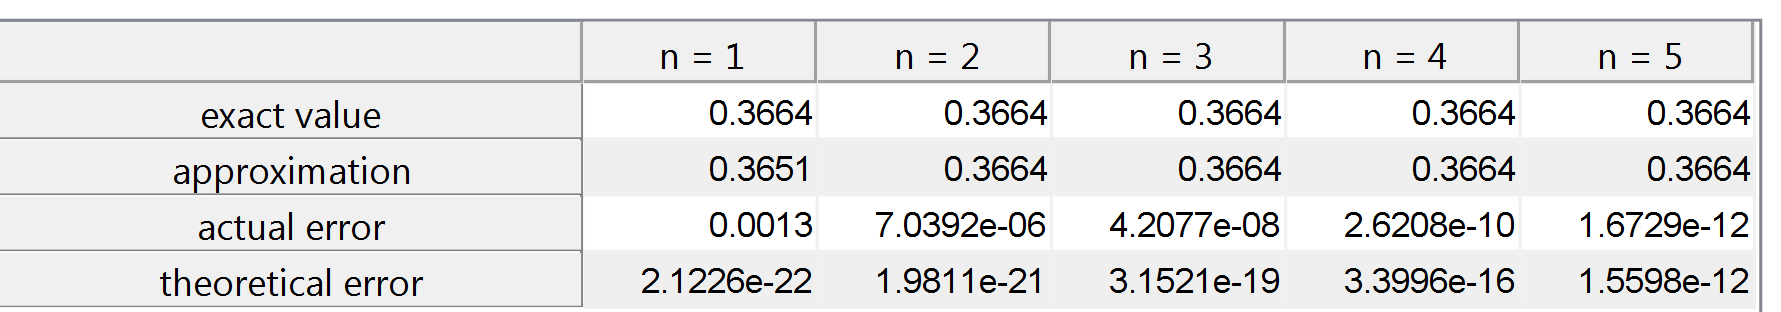 n = 1 n = 2 n = 3 n = 4 n = 5
exact value 0.3664 0.3664 0.3664 0.3664 0.3664
approximation 0.3651 0.3664 0.3664 0.3664 0.3664
actual error 0.0013 7.0392e-06 4.2077e-08 2.6208e-10 1.6729e-12
theoretical error 2.1226e-22 1.9811e-21 3.1521e-19 3.3996e-16 1.5598e-12